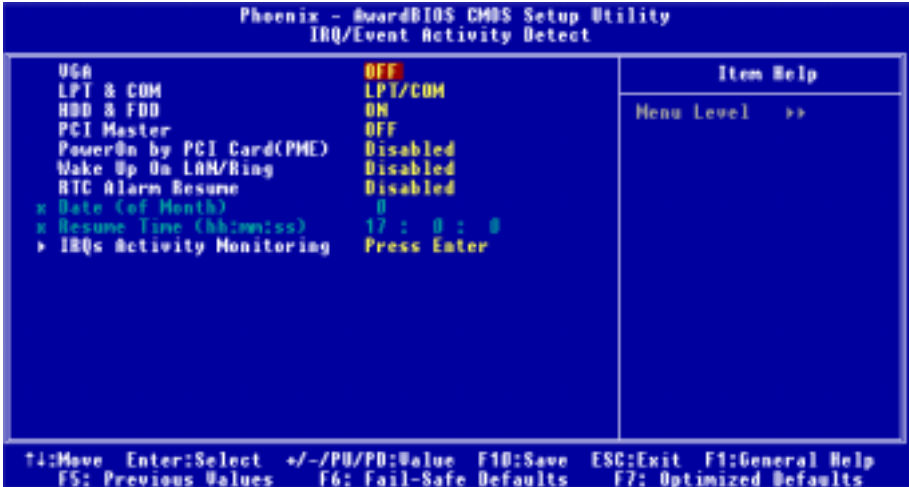 Phoenix - AwardBIOS CMOS Setup Utility
IRQ/Event Activity Detect
VGA OFF
LPT & COM LPT/COM
HDD & FDD ON
PCI Master OFF
PowerOn by PCI Card(PME) Disabled
Wake Up On LAN/Ring Disabled
RTC Alarm Resume Disabled
x Date (of Month) 0
x Resume Time (hh:mm:ss) 17 : 0 : 0
▸ IRQs Activity Monitoring Press Enter
Item Help
Menu Level ▸▸
↑↓:Move Enter:Select +/-/PU/PD:Value F10:Save ESC:Exit F1:General Help
F5: Previous Values F6: Fail-Safe Defaults F7: Optimized Defaults